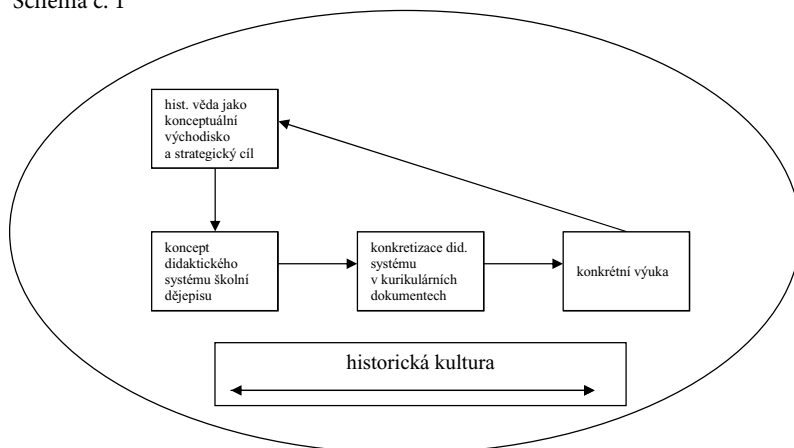 Schéma č. 1
hist. věda jako
konceptuální
východisko
a strategický cíl
koncept
didaktického
systému školní
dějepisu
konkretizace did.
systému
v kurikulárních
dokumentech
konkrétní výuka
historická kultura